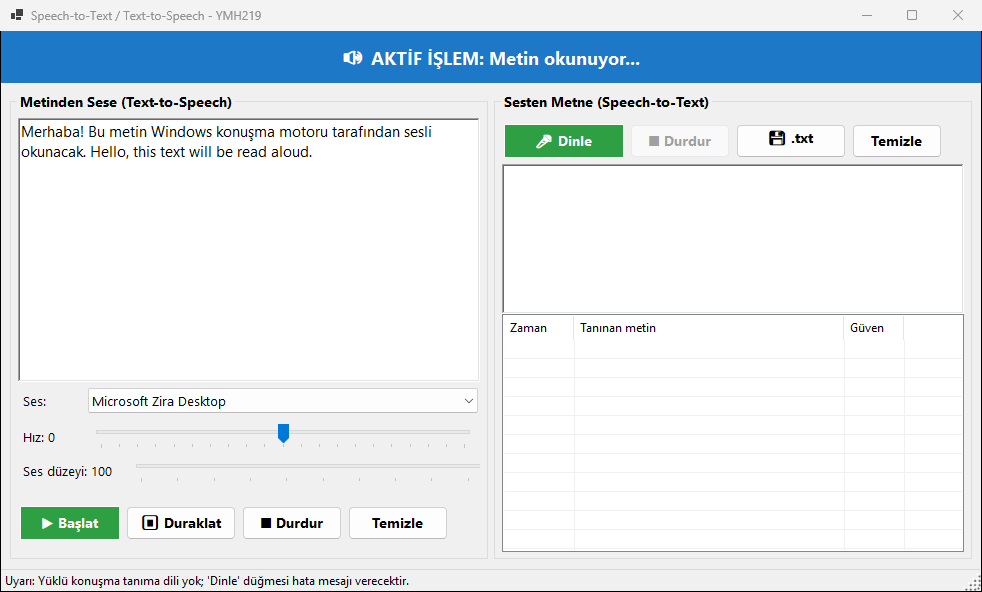 Speech-to-Text / Text-to-Speech - YMH219
AKTİF İŞLEM: Metin okunuyor...
Metinden Sese (Text-to-Speech)
Merhaba! Bu metin Windows konuşma motoru tarafından sesli
okunacak. Hello, this text will be read aloud.
Ses:
Microsoft Zira Desktop
Hız: 0
Ses düzeyi: 100
Başlat
Duraklat
Durdur
Temizle
Sesten Metne (Speech-to-Text)
Dinle
Durdur
.txt
Temizle
Zaman
Tanınan metin
Güven
Uyarı: Yüklü konuşma tanıma dili yok; 'Dinle' düğmesi hata mesajı verecektir.